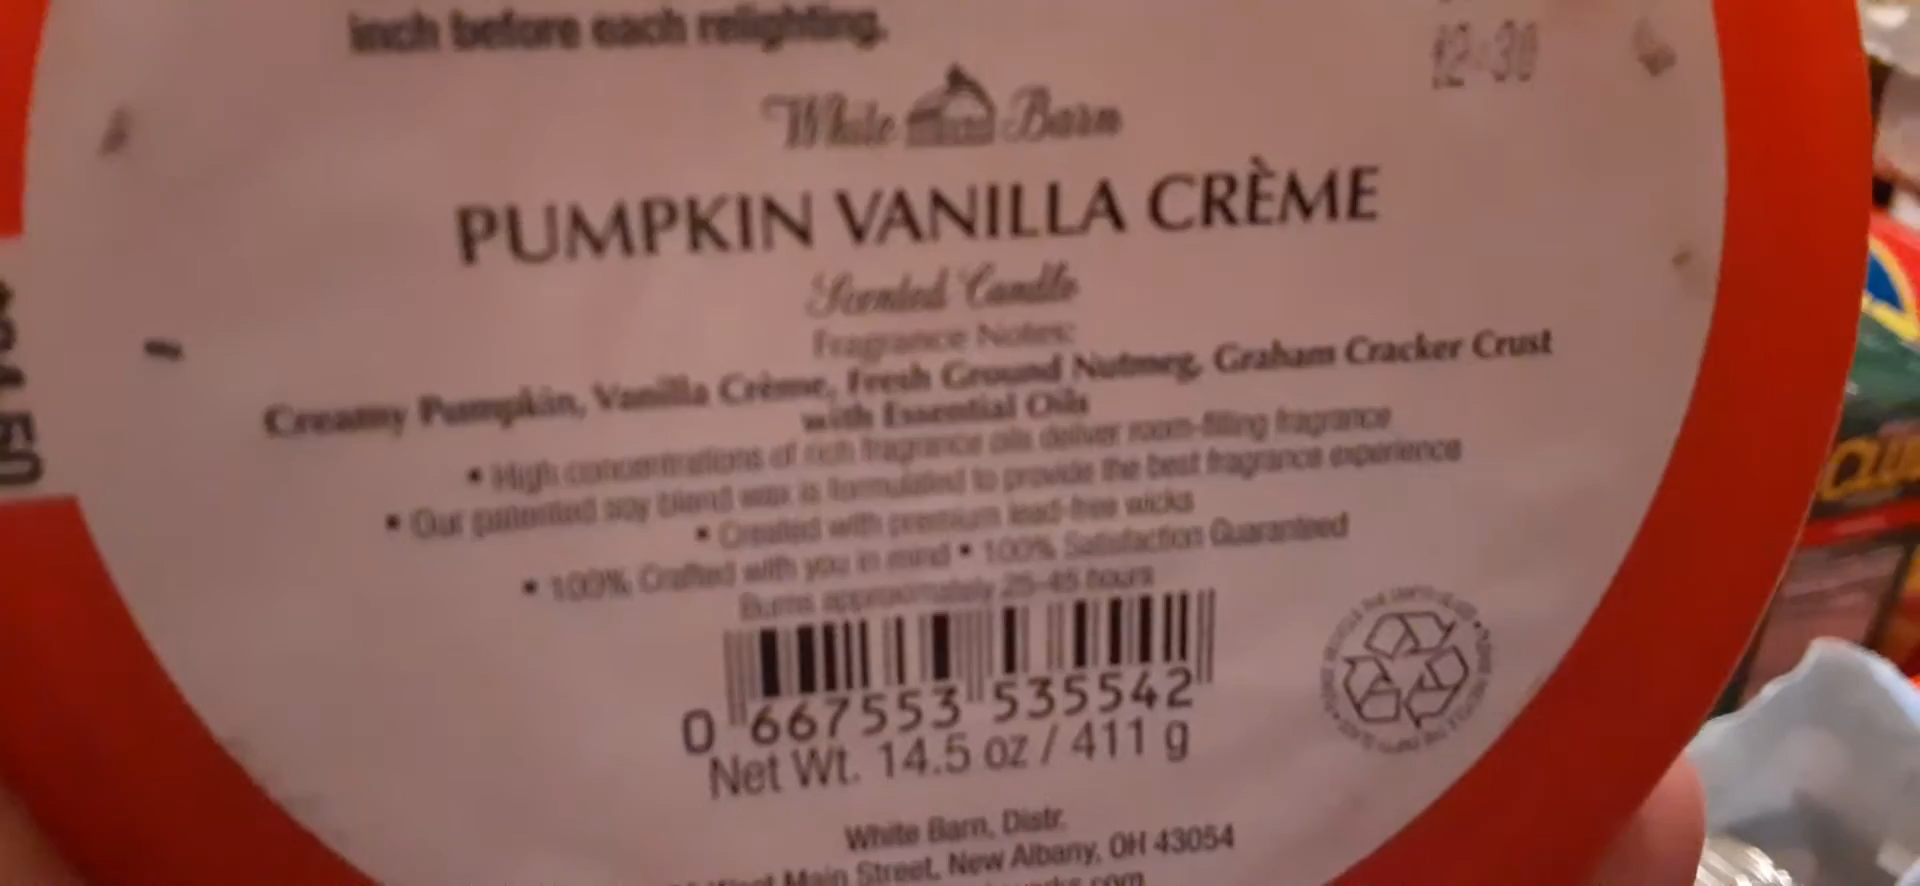 inch before each relighting.
12-30
White Barn
PUMPKIN VANILLA CRÈME
Scented Candle
Fragrance Notes:
Creamy Pumpkin, Vanilla Crème, Fresh Ground Nutmeg, Graham Cracker Crust
with Essential Oils
• High concentrations of rich fragrance oils deliver room-filling fragrance
• Our patented soy blend wax is formulated to provide the best fragrance experience
• Created with premium lead-free wicks
• 100% Crafted with you in mind • 100% Satisfaction Guaranteed
Burns approximately 25-45 hours
0 667553 535542
Net Wt. 14.5 oz / 411 g
White Barn, Distr.
Main Street, New Albany, OH 43054
.com